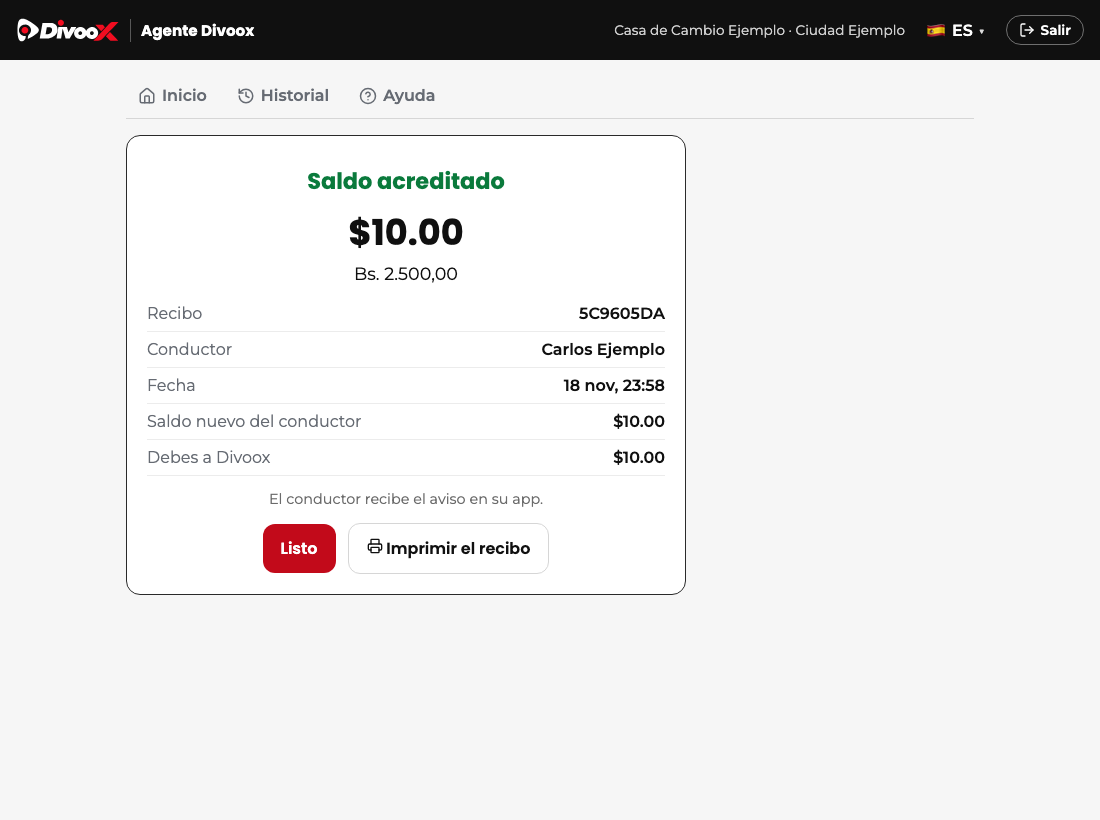 DivooX Agente Divoox
Casa de Cambio Ejemplo · Ciudad Ejemplo
ES
Salir
Inicio
Historial
Ayuda
Saldo acreditado
$10.00
Bs. 2.500,00
Recibo 5C9605DA
Conductor Carlos Ejemplo
Fecha 18 nov, 23:58
Saldo nuevo del conductor $10.00
Debes a Divoox $10.00
El conductor recibe el aviso en su app.
Listo
Imprimir el recibo